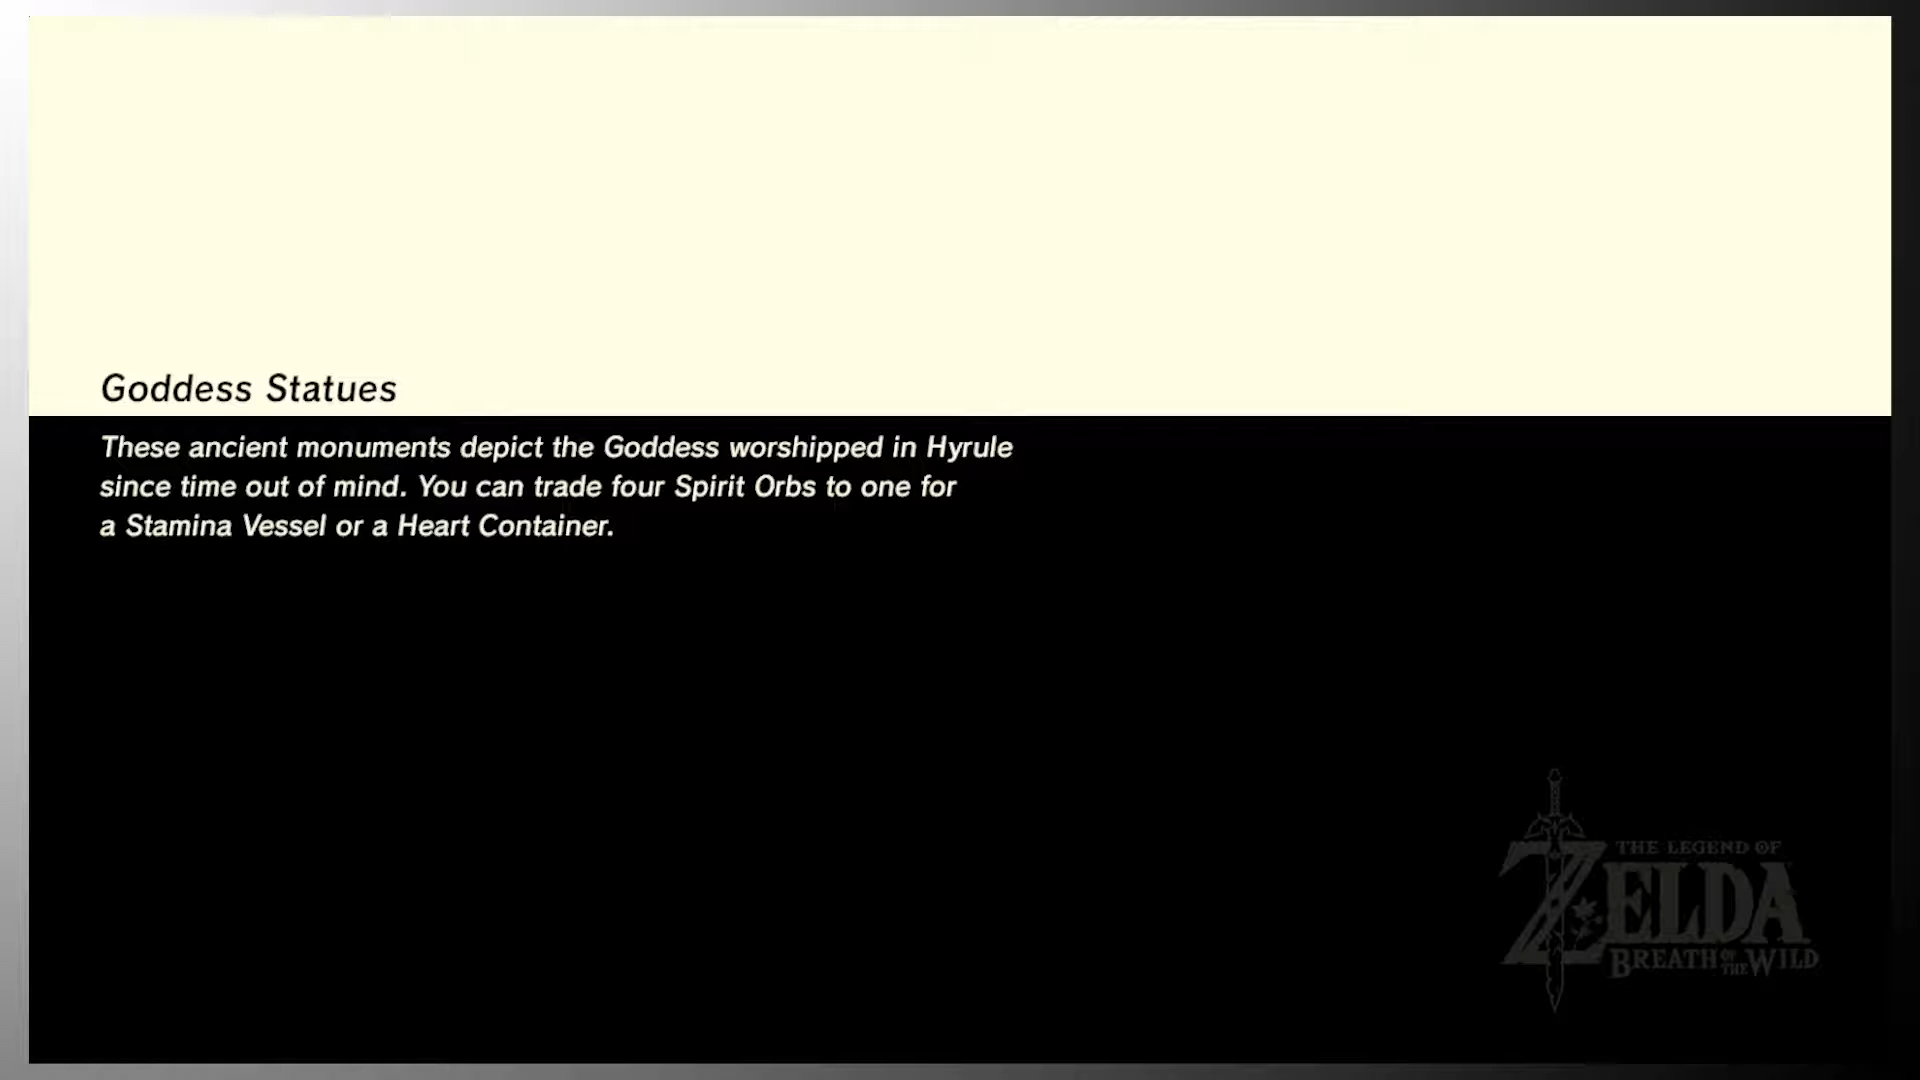 Goddess Statues
These ancient monuments depict the Goddess worshipped in Hyrule
since time out of mind. You can trade four Spirit Orbs to one for
a Stamina Vessel or a Heart Container.
THE LEGEND OF
ZELDA
BREATH OF THE WILD